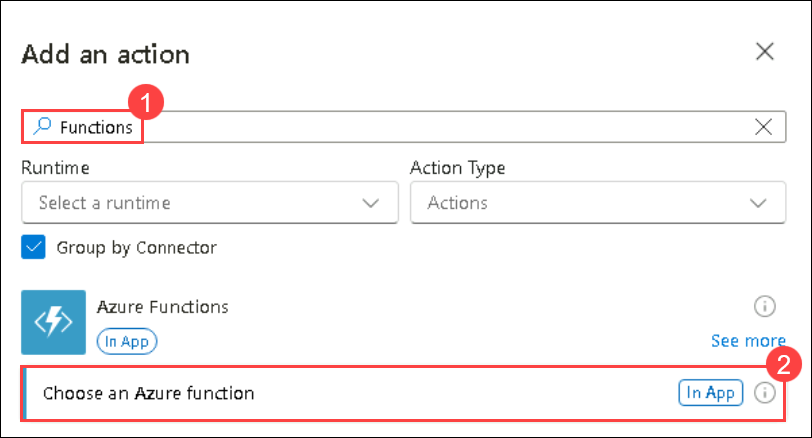 Add an action
1
Functions
Runtime
Action Type
Select a runtime
Actions
Group by Connector
Azure Functions
In App
See more
2
Choose an Azure function
In App